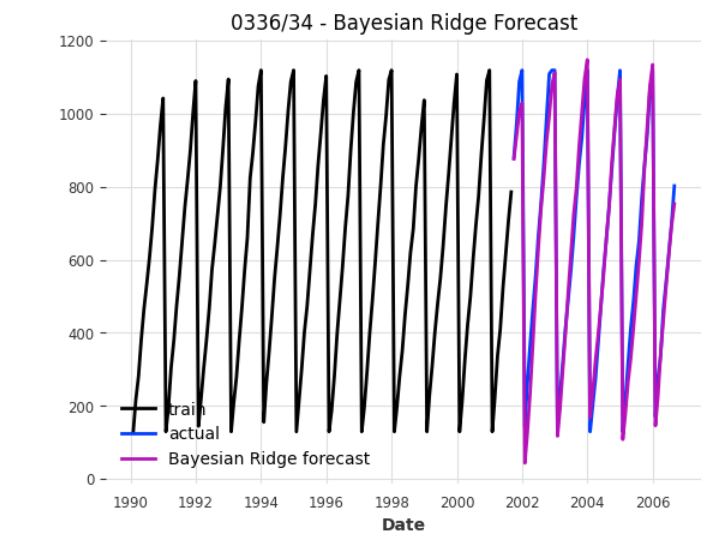 0336/34 - Bayesian Ridge Forecast
1200
1000
800
600
400
200
0
train
actual
Bayesian Ridge forecast
1990 1992 1994 1996 1998 2000 2002 2004 2006
Date